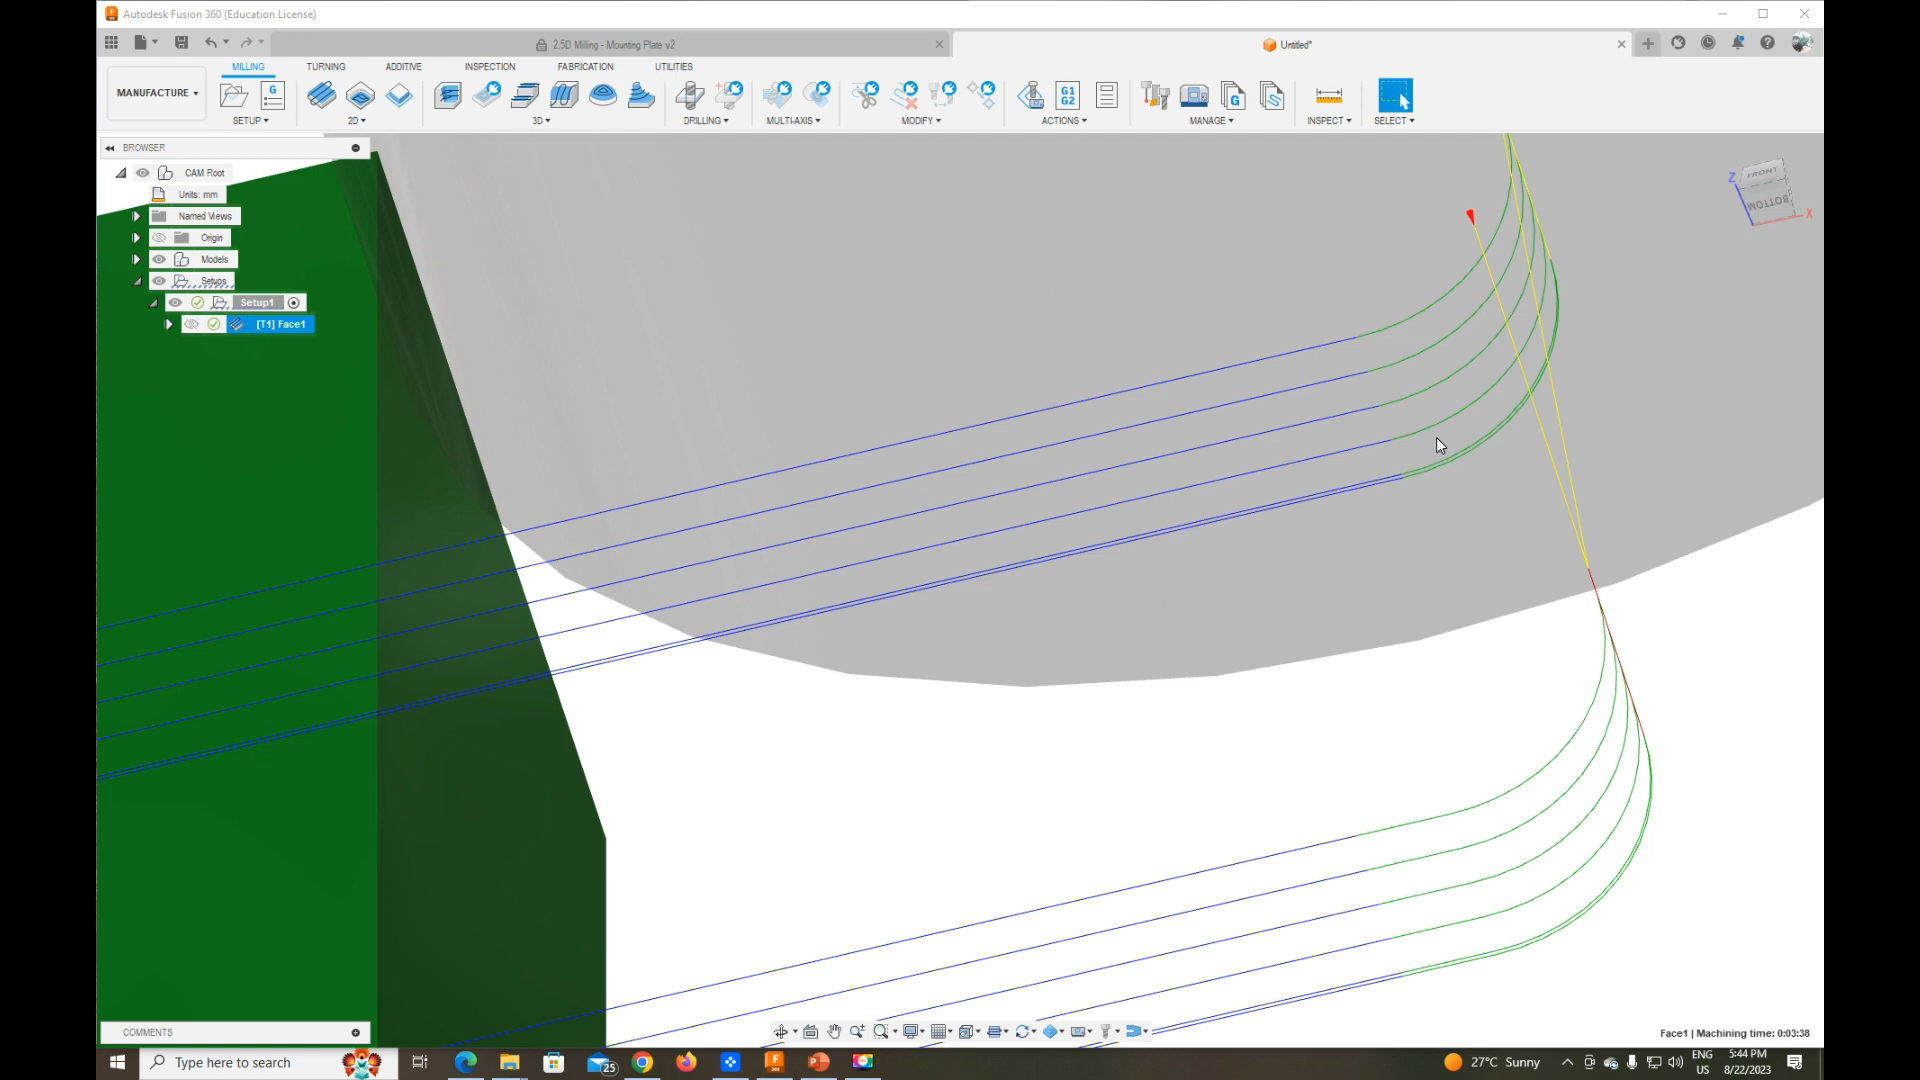 Autodesk Fusion 360 (Education License)
2.5D Milling - Mounting Plate v2
Untitled*
MILLING
TURNING
ADDITIVE
INSPECTION
FABRICATION
UTILITIES
MANUFACTURE
G
G1
G2
G
SETUP
2D
3D
DRILLING
MULTI-AXIS
MODIFY
ACTIONS
MANAGE
INSPECT
SELECT
BROWSER
CAM Root
Units: mm
Named Views
Origin
Models
Setups
Setup1
[T1] Face1
Z
FRONT
BOTTOM
X
COMMENTS
Face1 | Machining time: 0:03:38
Type here to search
25
27°C Sunny
ENG
US
5:44 PM
8/22/2023